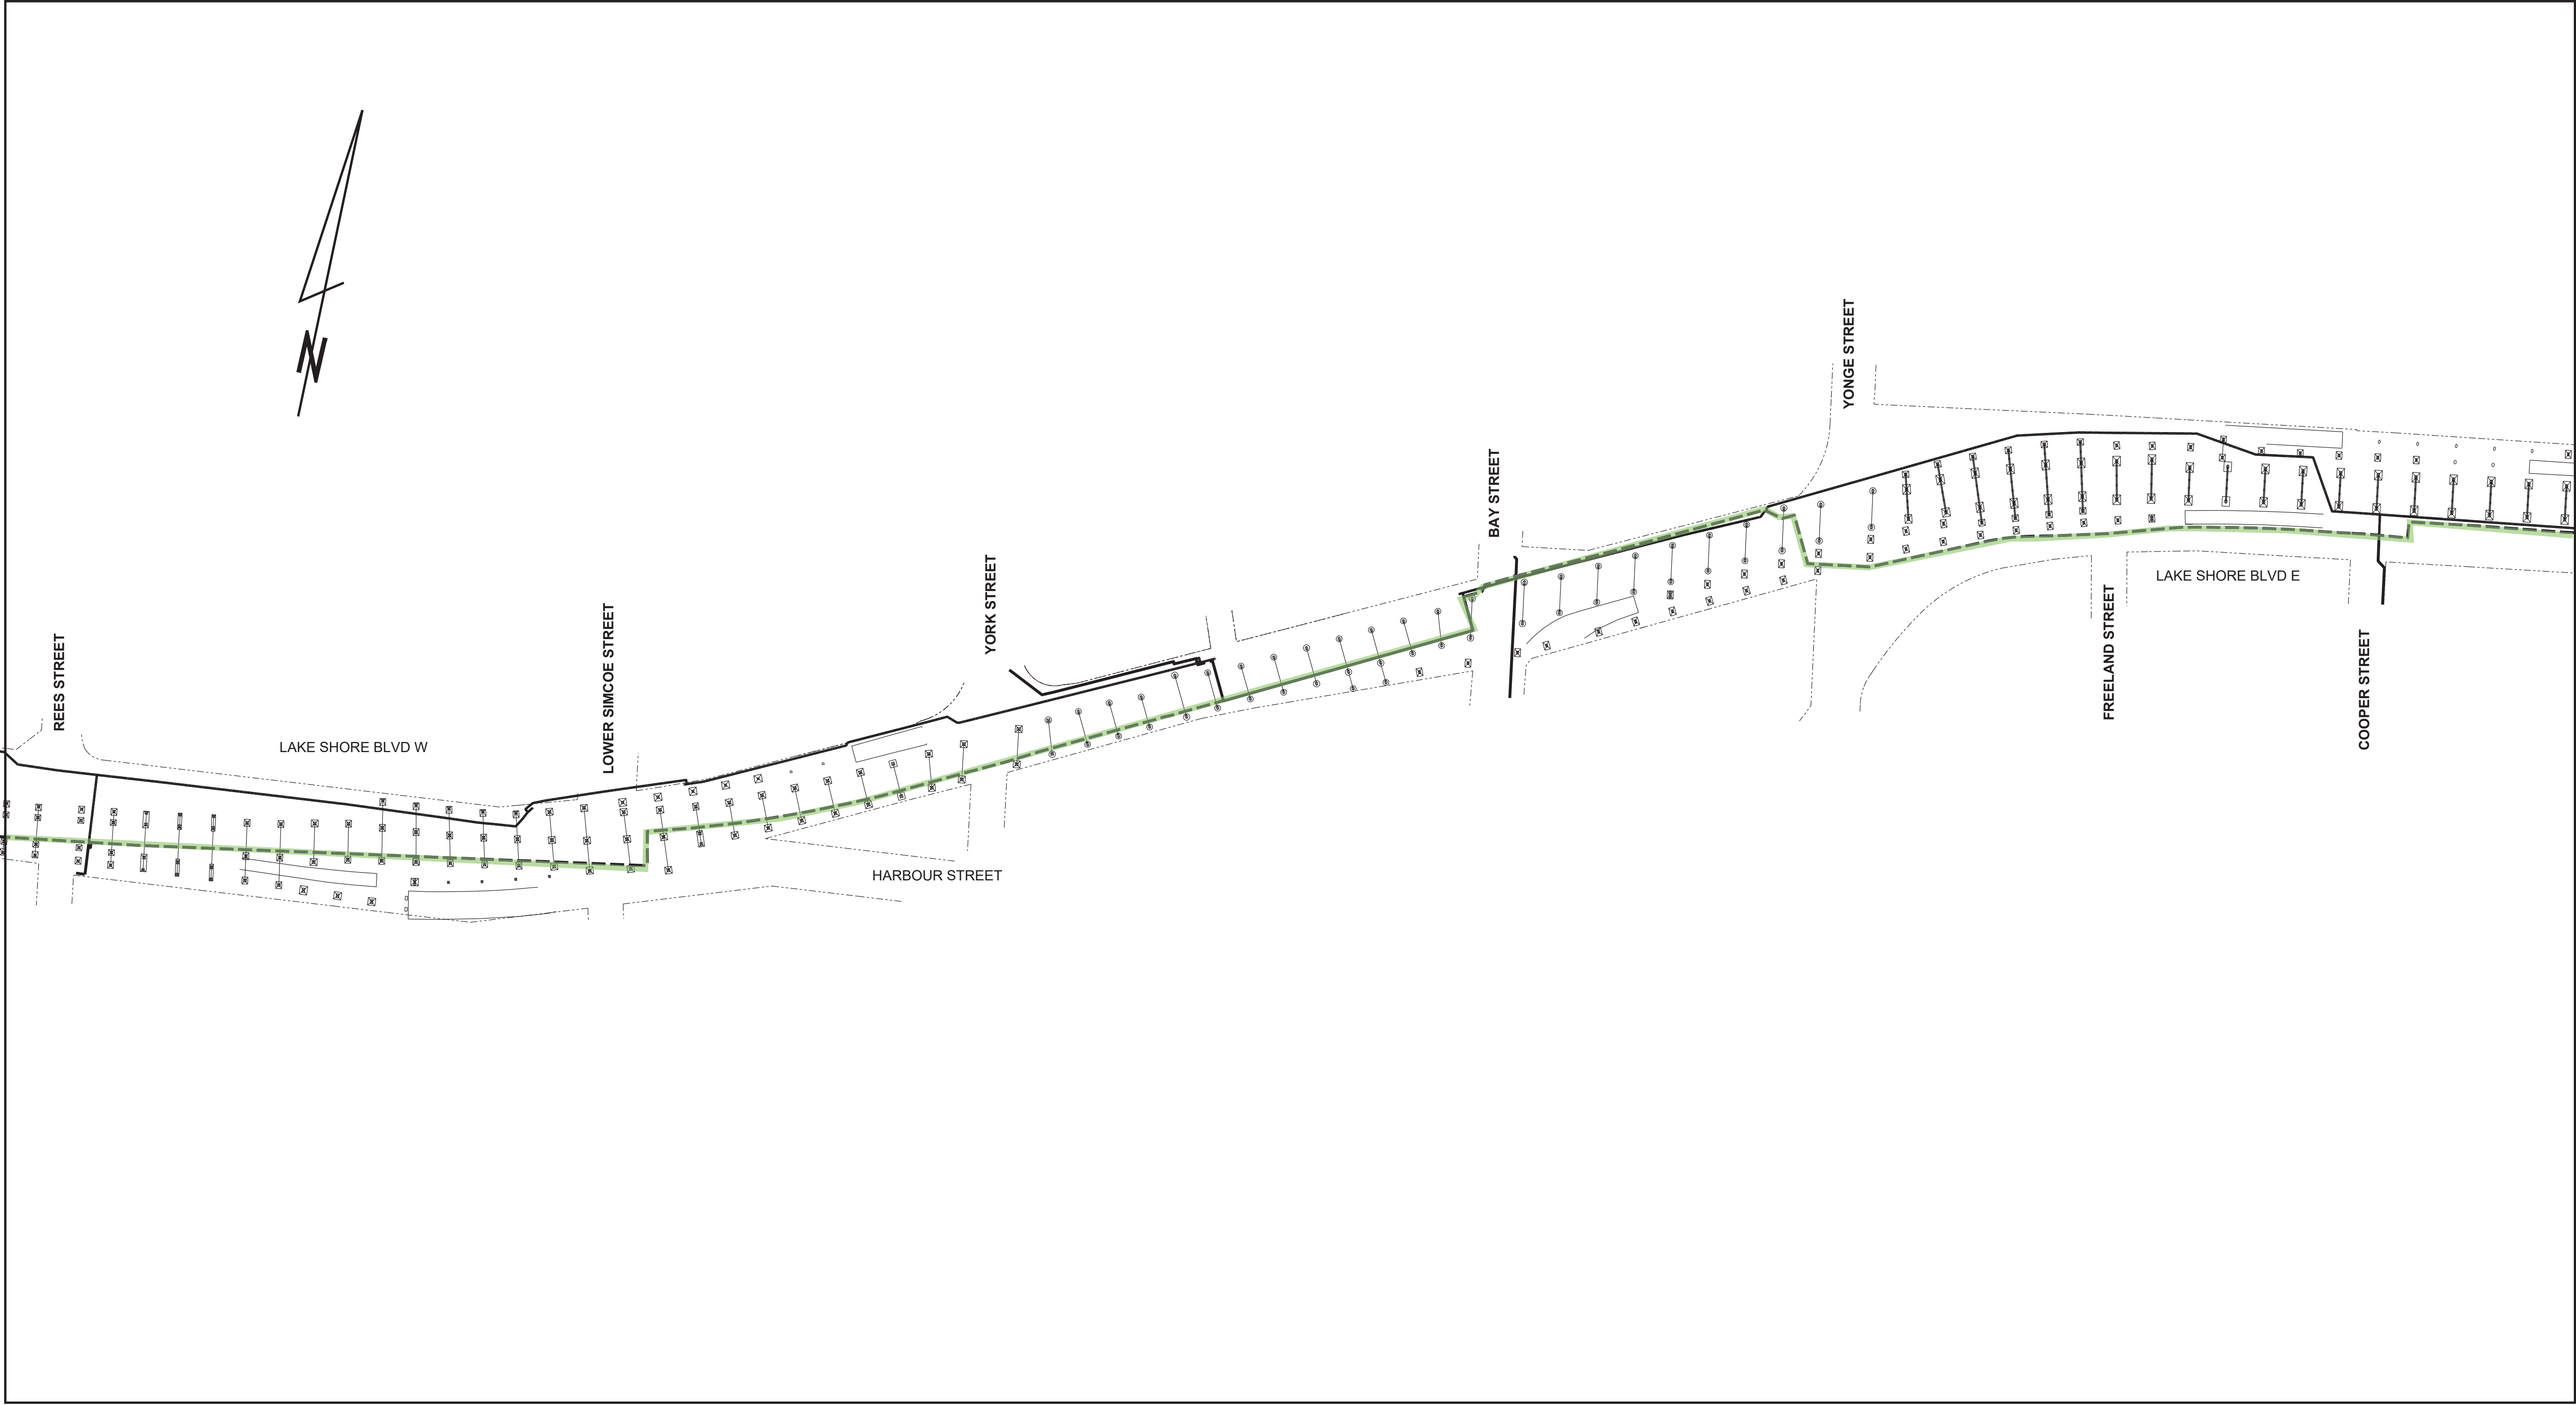 N
YONGE STREET
BAY STREET
YORK STREET
LAKE SHORE BLVD E
FREELAND STREET
LOWER SIMCOE STREET
REES STREET
COOPER STREET
LAKE SHORE BLVD W
HARBOUR STREET